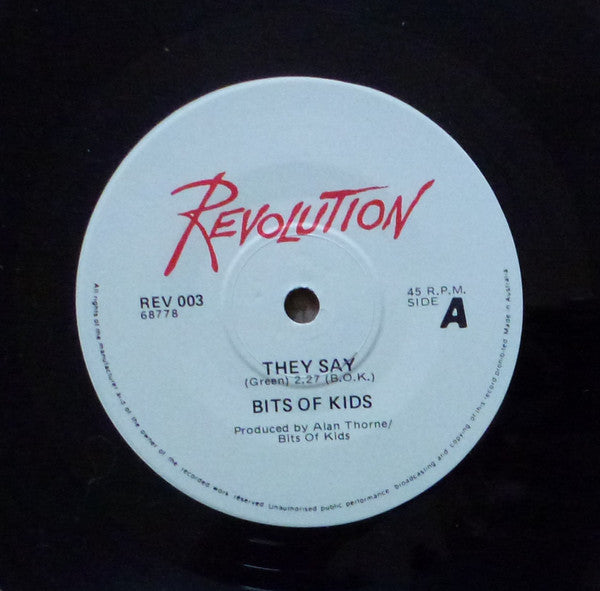 REVOLUTION
REV 003
68778
45 R.P.M.
SIDE A
THEY SAY
(Green) 2.27 (B.O.K.)
BITS OF KIDS
Produced by Alan Thorne/
Bits Of Kids
All rights of the manufacturer and of the owner of the recorded work reserved. Unauthorised public performance, broadcasting and copying of this record prohibited. Made in Australia